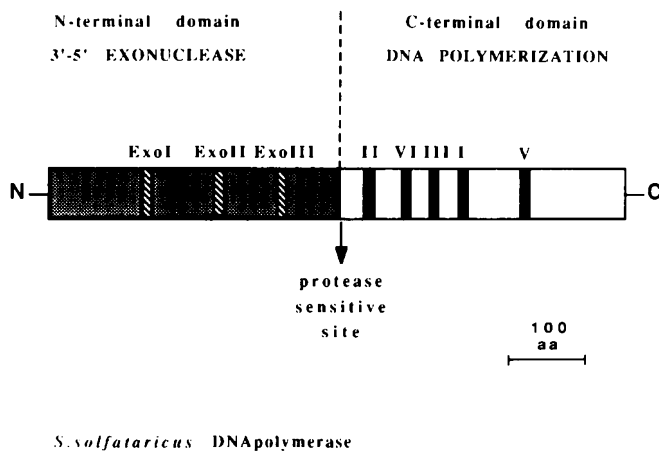 N-terminal domain
3'-5' EXONUCLEASE
C-terminal domain
DNA POLYMERIZATION
ExoI ExoII ExoIII II VI III I V
N C
protease
sensitive
site
100
aa
S.solfataricus DNApolymerase